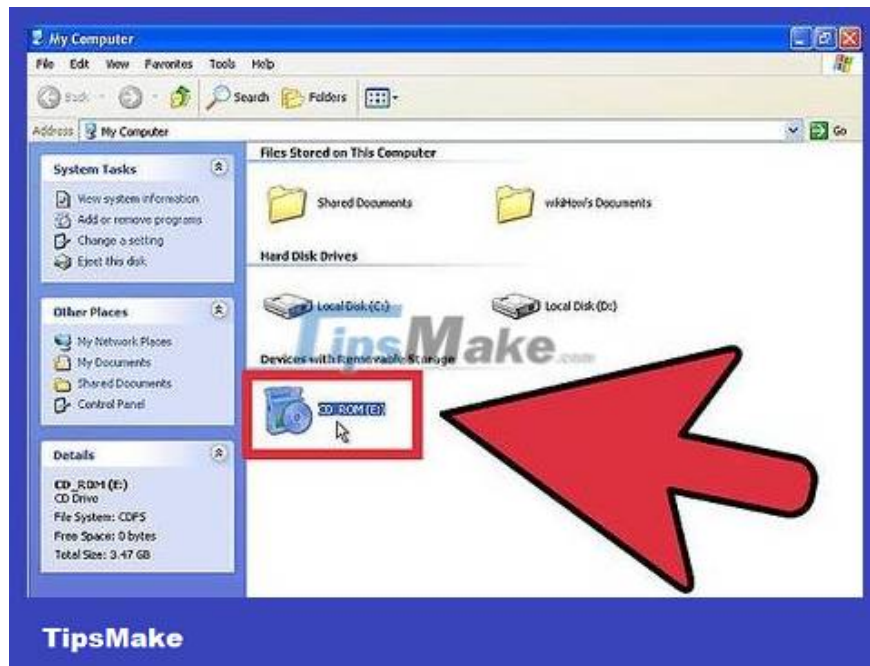 My Computer
File Edit View Favorites Tools Help
Back Search Folders
Address My Computer Go
System Tasks
View system information
Add or remove programs
Change a setting
Eject this disk
Other Places
My Network Places
My Documents
Shared Documents
Control Panel
Details
CD_ROM (E:)
CD Drive
File System: CDFS
Free Space: 0 bytes
Total Size: 3.47 GB
Files Stored on This Computer
Shared Documents wikiHow's Documents
Hard Disk Drives
Local Disk (C:) Local Disk (D:)
TipsMake.com
Devices with Removable Storage
CD_ROM (E:)
TipsMake